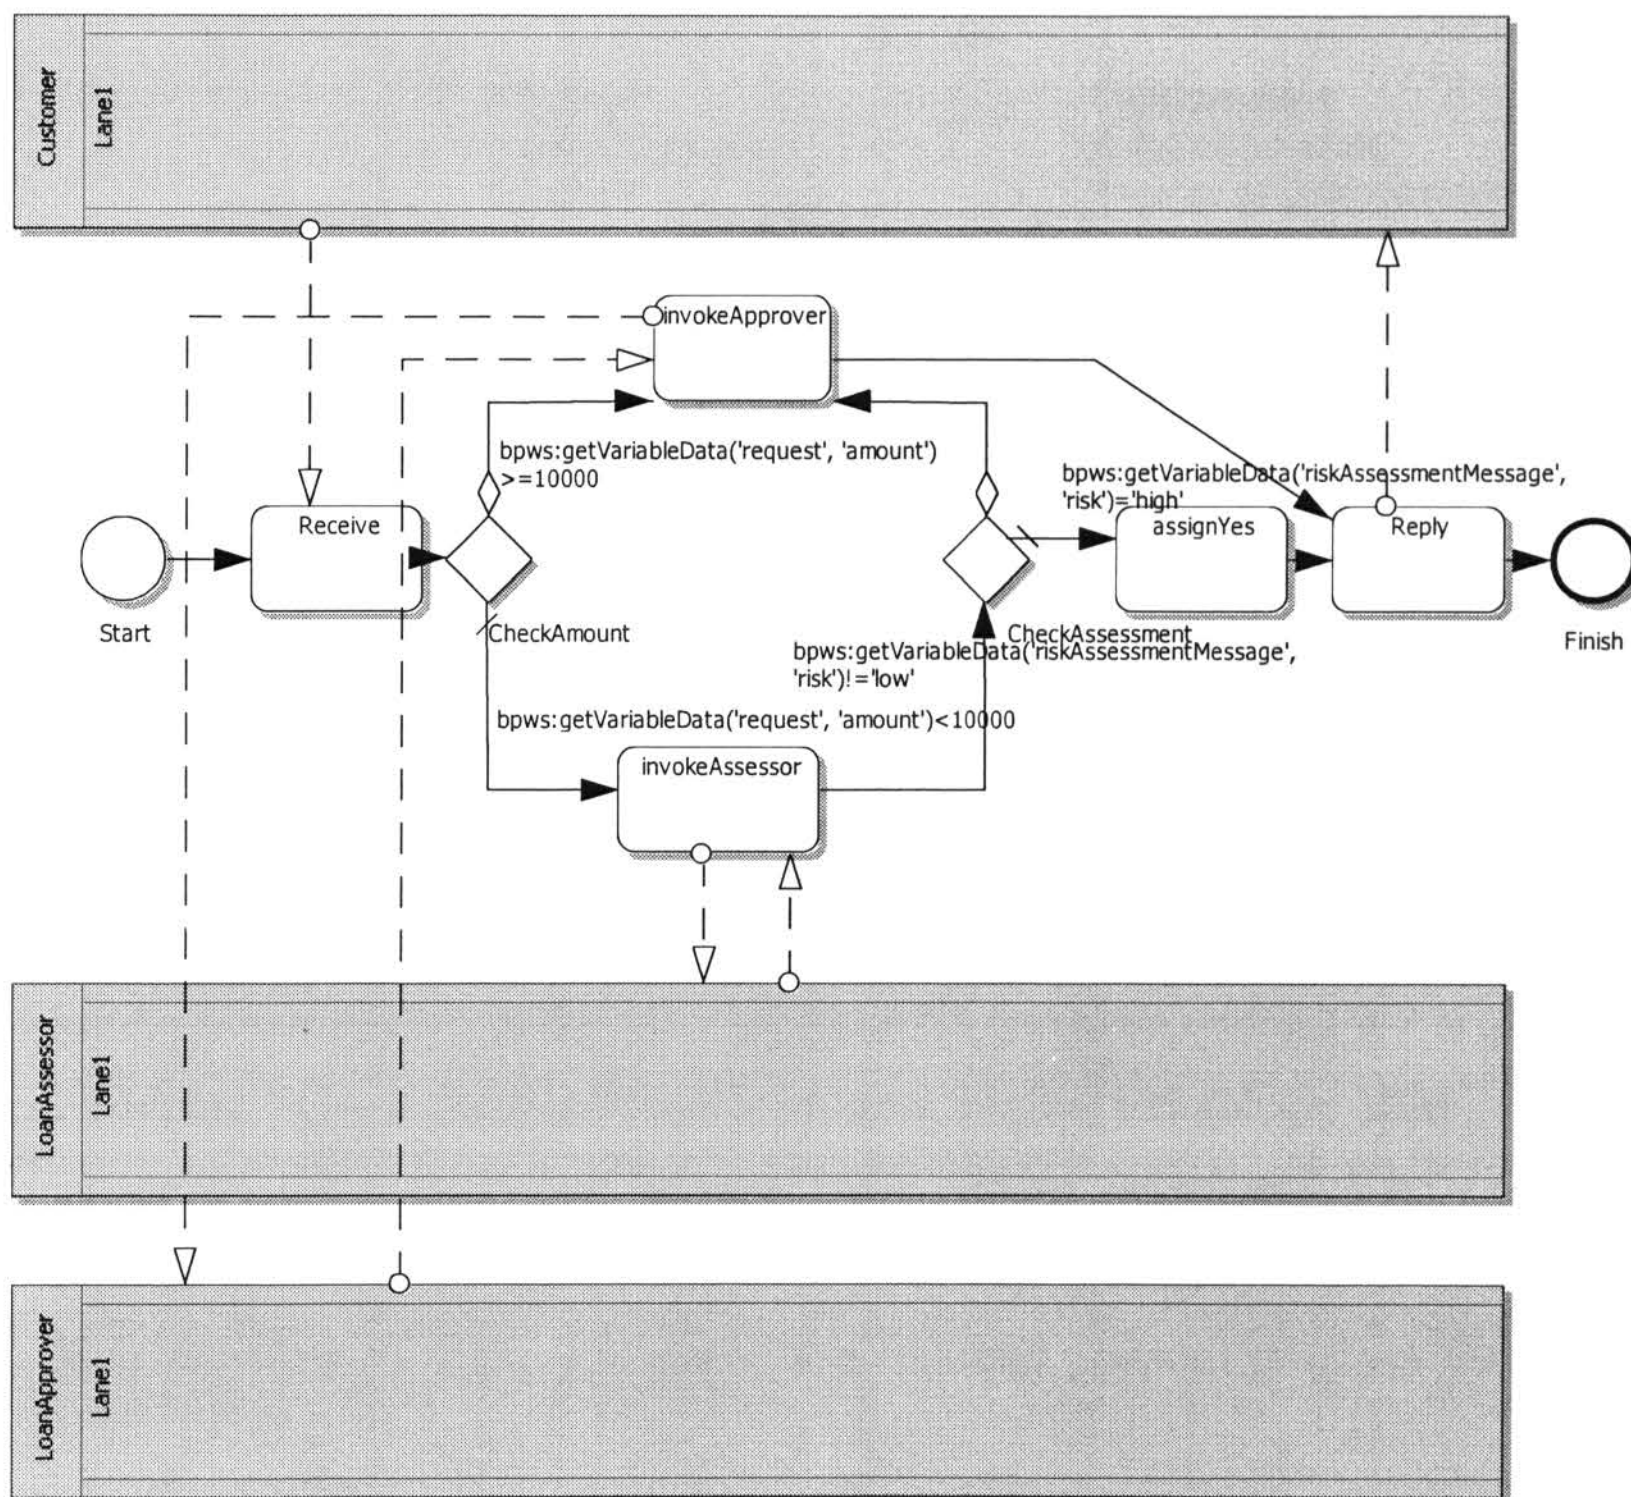 Customer
Lane1
invokeApprover
bpws:getVariableData('request', 'amount')
>=10000
bpws:getVariableData('riskAssessmentMessage',
'risk')='high'
Receive
assignYes
Reply
Start
CheckAmount
CheckAssessment
Finish
bpws:getVariableData('riskAssessmentMessage',
'risk')!='low'
bpws:getVariableData('request', 'amount')<10000
invokeAssessor
LoanAssessor
Lane1
LoanApprover
Lane1